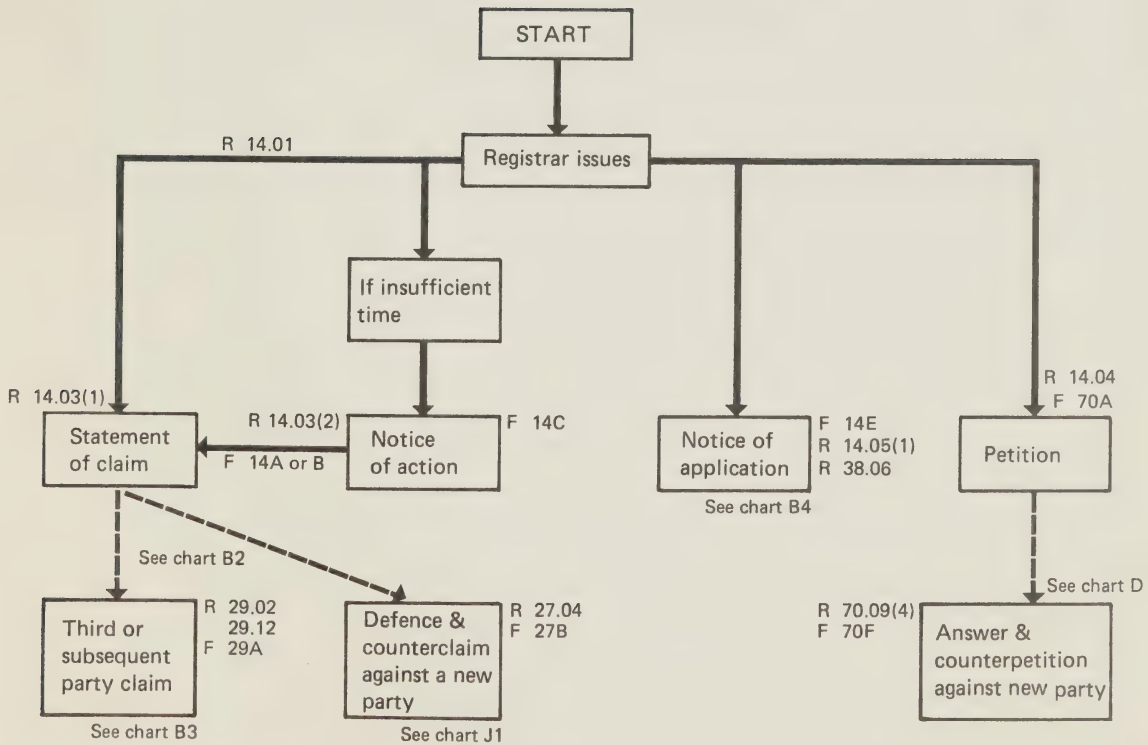 START
R 14.01
Registrar issues
If insufficient
time
R 14.03(1)
Statement
of claim
R 14.03(2)
F 14A or B
Notice
of action
F 14C
Notice of
application
F 14E
R 14.05(1)
R 38.06
See chart B4
R 14.04
F 70A
Petition
See chart B2
See chart D
Third or
subsequent
party claim
R 29.02
29.12
F 29A
See chart B3
Defence &
counterclaim
against a new
party
R 27.04
F 27B
See chart J1
R 70.09(4)
F 70F
Answer &
counterpetition
against new
party